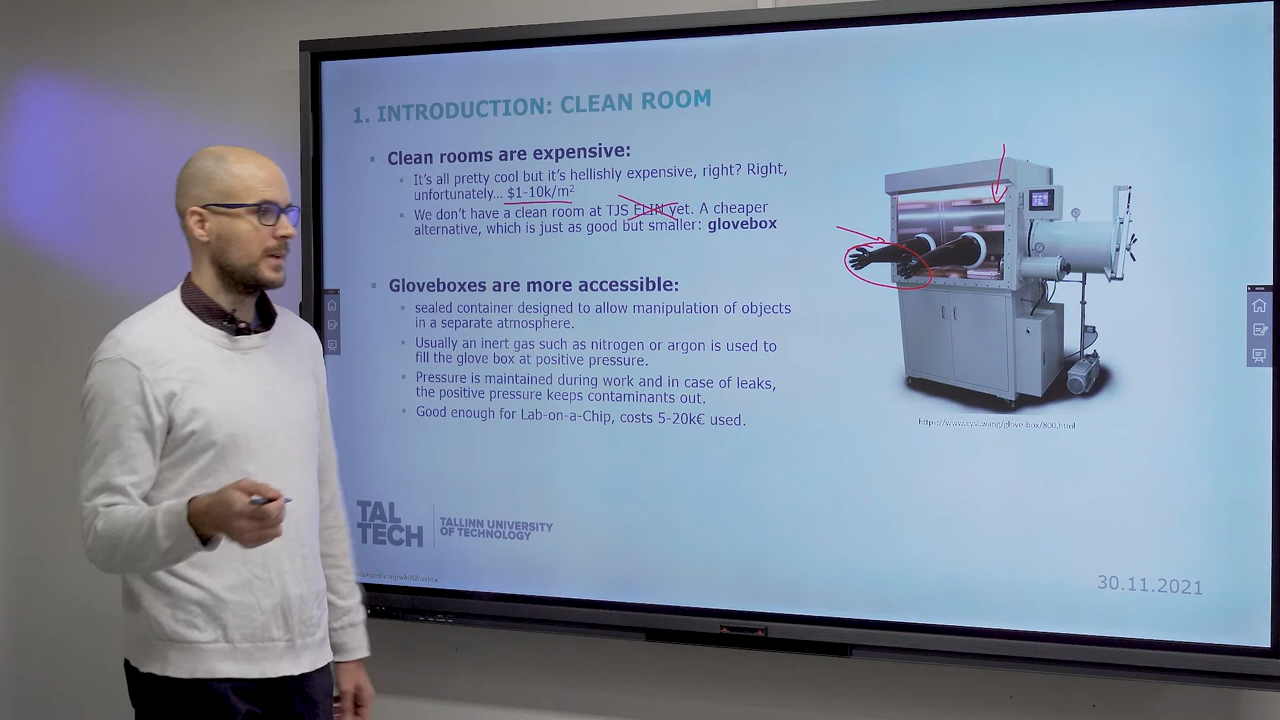 1. INTRODUCTION: CLEAN ROOM
Clean rooms are expensive:
It's all pretty cool but it's hellishly expensive, right? Right,
unfortunately... $1-10k/m²
We don't have a clean room at TJS FLIN yet. A cheaper
alternative, which is just as good but smaller: glovebox
Gloveboxes are more accessible:
sealed container designed to allow manipulation of objects
in a separate atmosphere.
Usually an inert gas such as nitrogen or argon is used to
fill the glove box at positive pressure.
Pressure is maintained during work and in case of leaks,
the positive pressure keeps contaminants out.
Good enough for Lab-on-a-Chip, costs 5-20k€ used.
TAL
TECH
TALLINN UNIVERSITY
OF TECHNOLOGY
30.11.2021